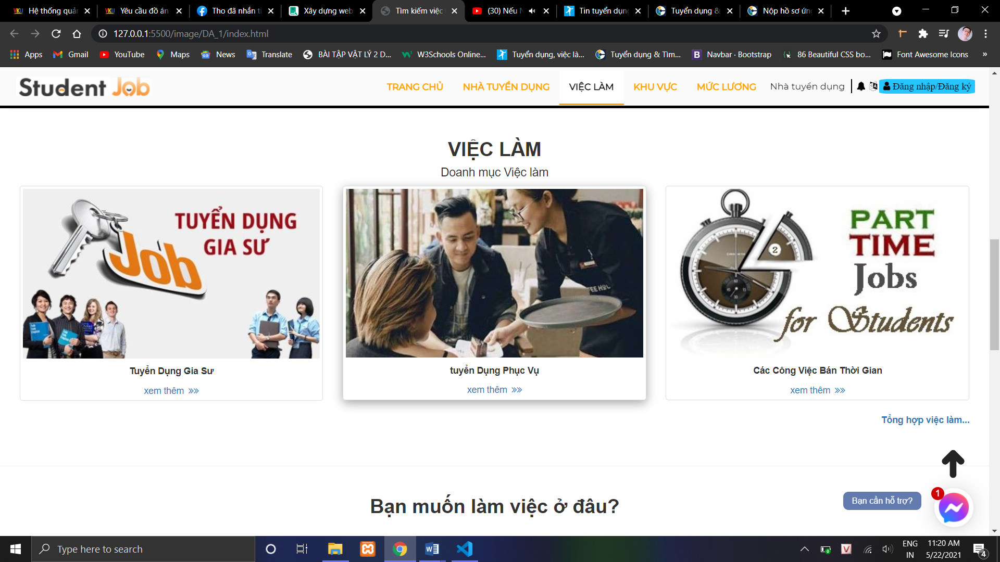 Hệ thống quản
Yêu cầu đồ án
Tho đã nhắn ti
Xây dựng web
Tìm kiếm việc
(30) Nếu N
Tin tuyển dụng
Tuyển dụng &
Nộp hồ sơ ứng
127.0.0.1:5500/image/DA_1/index.html
Apps
Gmail
YouTube
Maps
News
Translate
BÀI TẬP VẬT LÝ 2 D...
W3Schools Online...
Tuyển dụng, việc là...
Tuyển dụng & Tìm...
Navbar · Bootstrap
86 Beautiful CSS bo...
Font Awesome Icons
»
Student Job
TRANG CHỦ
NHÀ TUYỂN DỤNG
VIỆC LÀM
KHU VỰC
MỨC LƯƠNG
Nhà tuyển dụng
Đăng nhập/Đăng ký
VIỆC LÀM
Doanh mục Việc làm
TUYỂN DỤNG
GIA SƯ
Job
EE HOU
PART
TIME
Jobs
for Students
2
Tuyển Dụng Gia Sư
xem thêm »
tuyển Dụng Phục Vụ
xem thêm »
Các Công Việc Bán Thời Gian
xem thêm »
Tổng hợp việc làm...
Bạn muốn làm việc ở đâu?
Bạn cần hỗ trợ?
1
Type here to search
ENG
IN
11:20 AM
5/22/2021
4